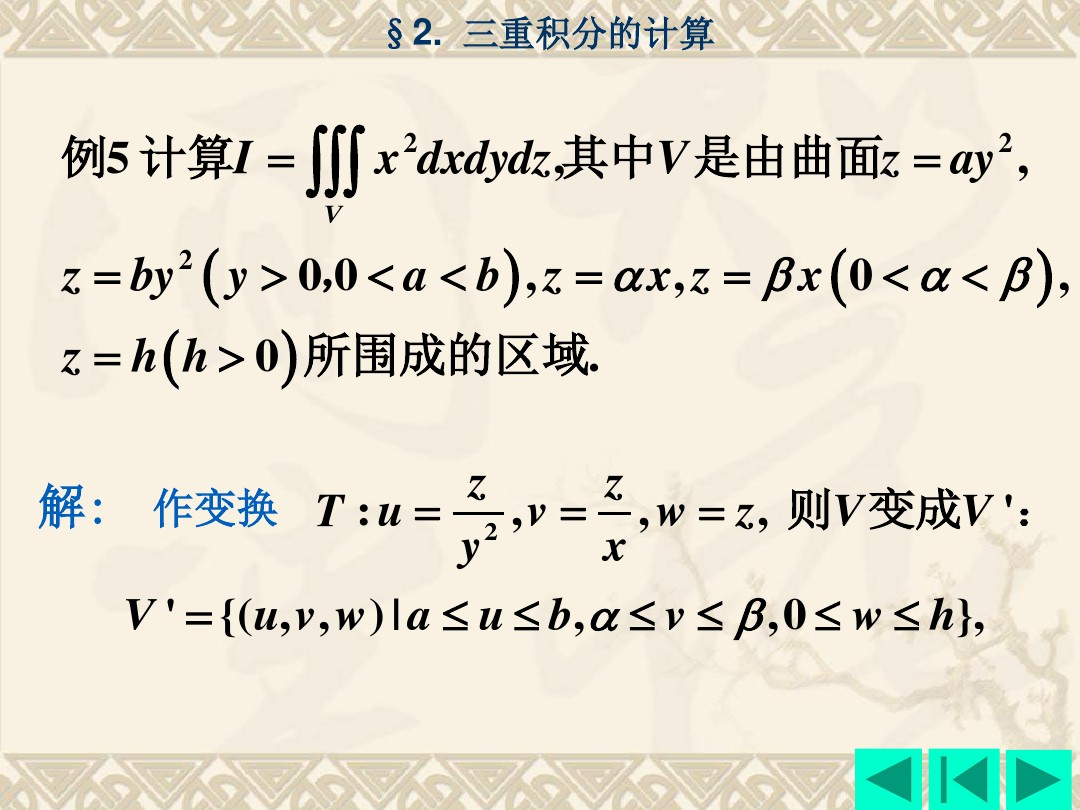 §2. 三重积分的计算
例5 计算I = ∭_V x²dxdydz,其中V是由曲面z = ay²,
z = by²(y > 0,0 < a < b), z = αx, z = βx(0 < α < β),
z = h(h > 0)所围成的区域.
解: 作变换 T : u = z/y², v = z/x, w = z, 则V变成V ':
V ' = {(u,v,w) | a ≤ u ≤ b, α ≤ v ≤ β, 0 ≤ w ≤ h},